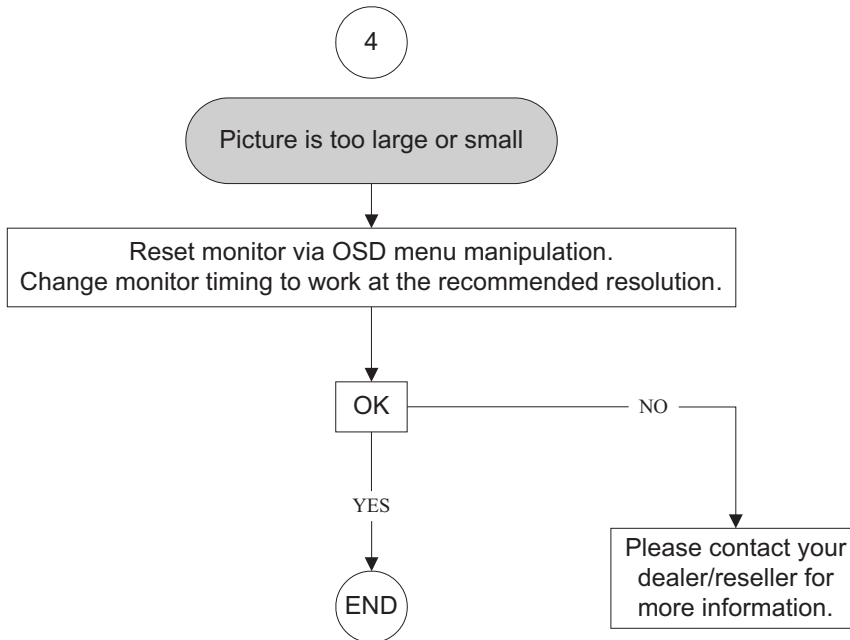 4
Picture is too large or small
Reset monitor via OSD menu manipulation.
Change monitor timing to work at the recommended resolution.
OK
NO
YES
END
Please contact your
dealer/reseller for
more information.